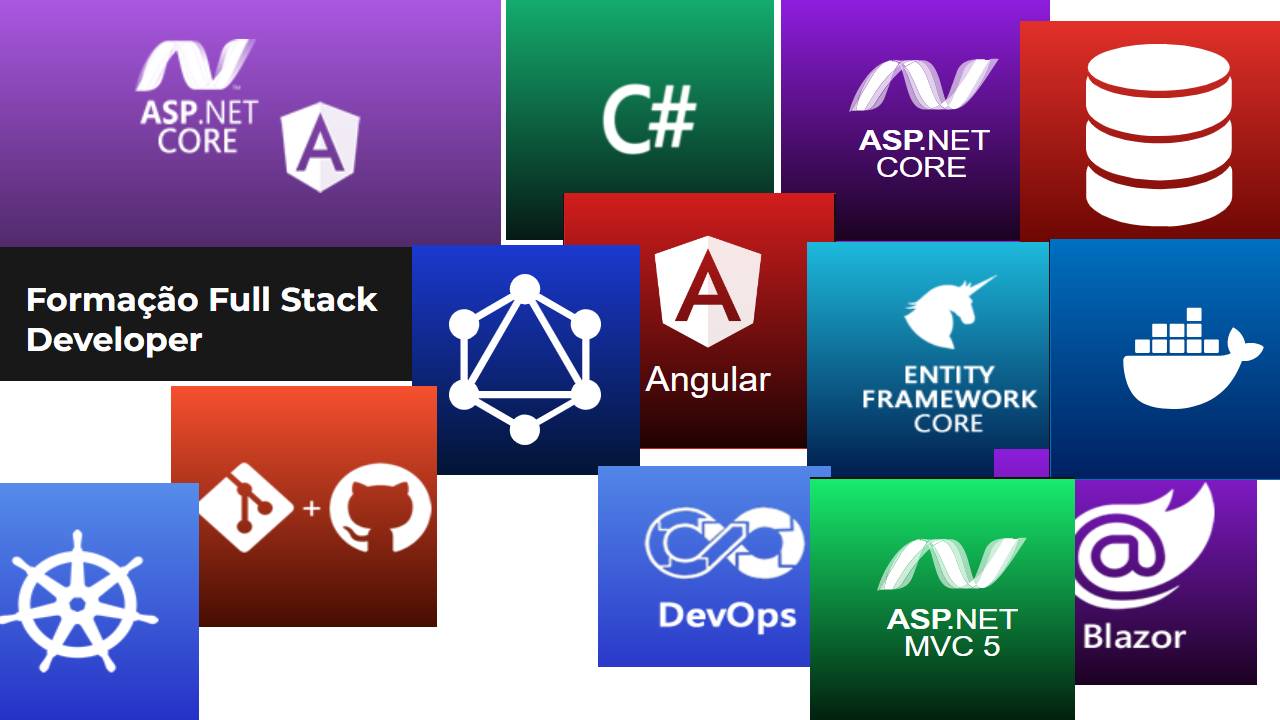 ASP.NET
CORE
C#
ASP.NET
CORE
Formação Full Stack
Developer
Angular
ENTITY
FRAMEWORK
CORE
+
DevOps
ASP.NET
MVC 5
Blazor